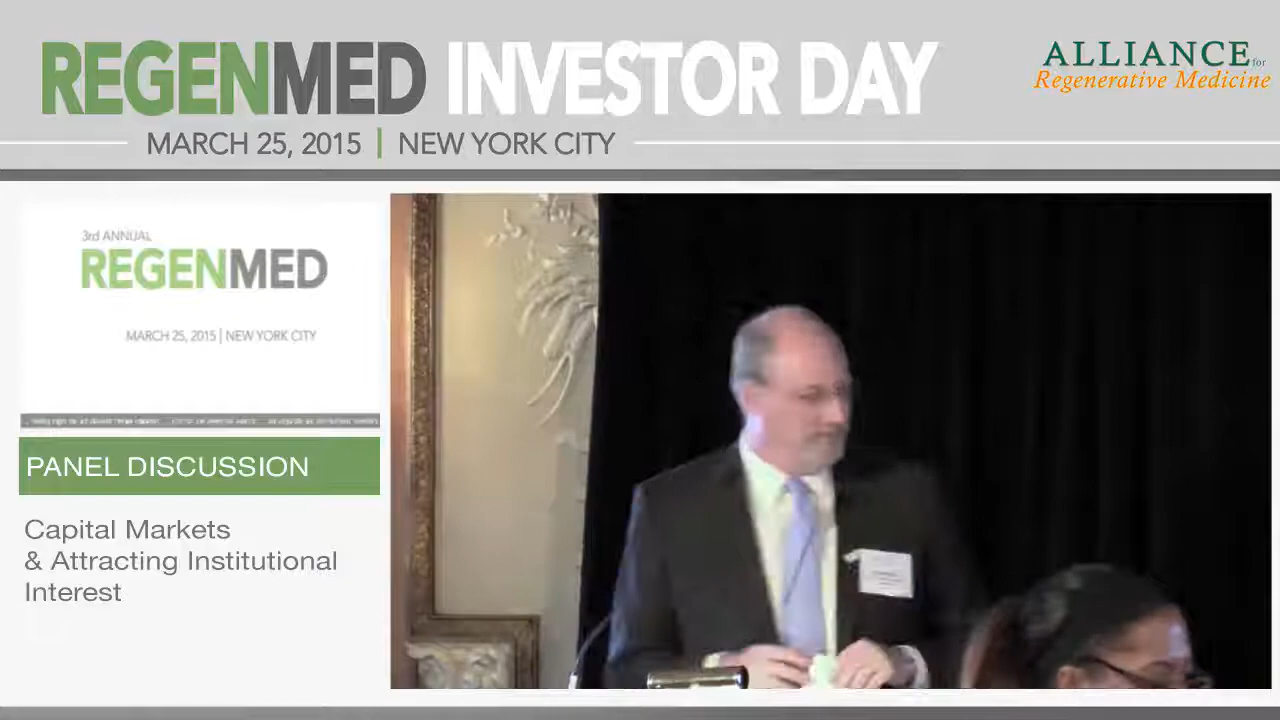 REGENMED INVESTOR DAY
MARCH 25, 2015 | NEW YORK CITY
ALLIANCE for
Regenerative Medicine
3rd ANNUAL
REGENMED
MARCH 25, 2015 | NEW YORK CITY
PANEL DISCUSSION
Capital Markets
& Attracting Institutional
Interest